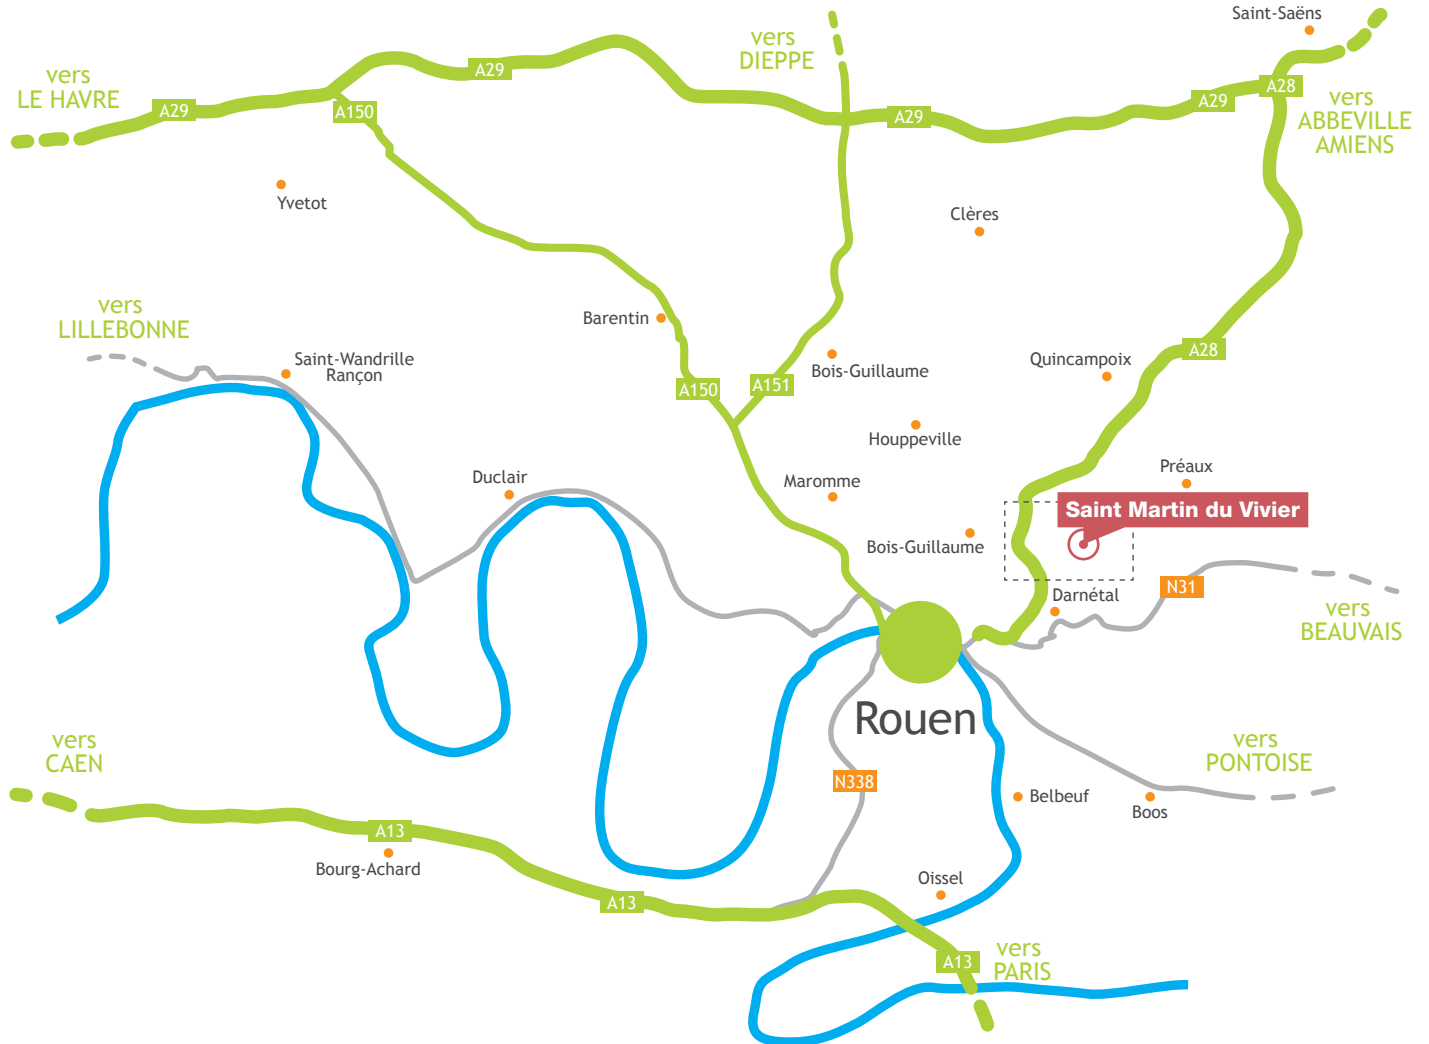 Saint-Saëns
vers
DIEPPE
vers
LE HAVRE
A29
A29
A150
A29
A29
A28
vers
ABBEVILLE
AMIENS
Yvetot
Clères
vers
LILLEBONNE
Barentin
Saint-Wandrille
Rançon
Bois-Guillaume
Quincampoix
A28
A150
A151
Houppeville
Duclair
Maromme
Préaux
Saint Martin du Vivier
Bois-Guillaume
Darnétal
N31
vers
BEAUVAIS
Rouen
vers
CAEN
vers
PONTOISE
N338
Belbeuf
Boos
A13
Bourg-Achard
Oissel
A13
vers
PARIS
A13